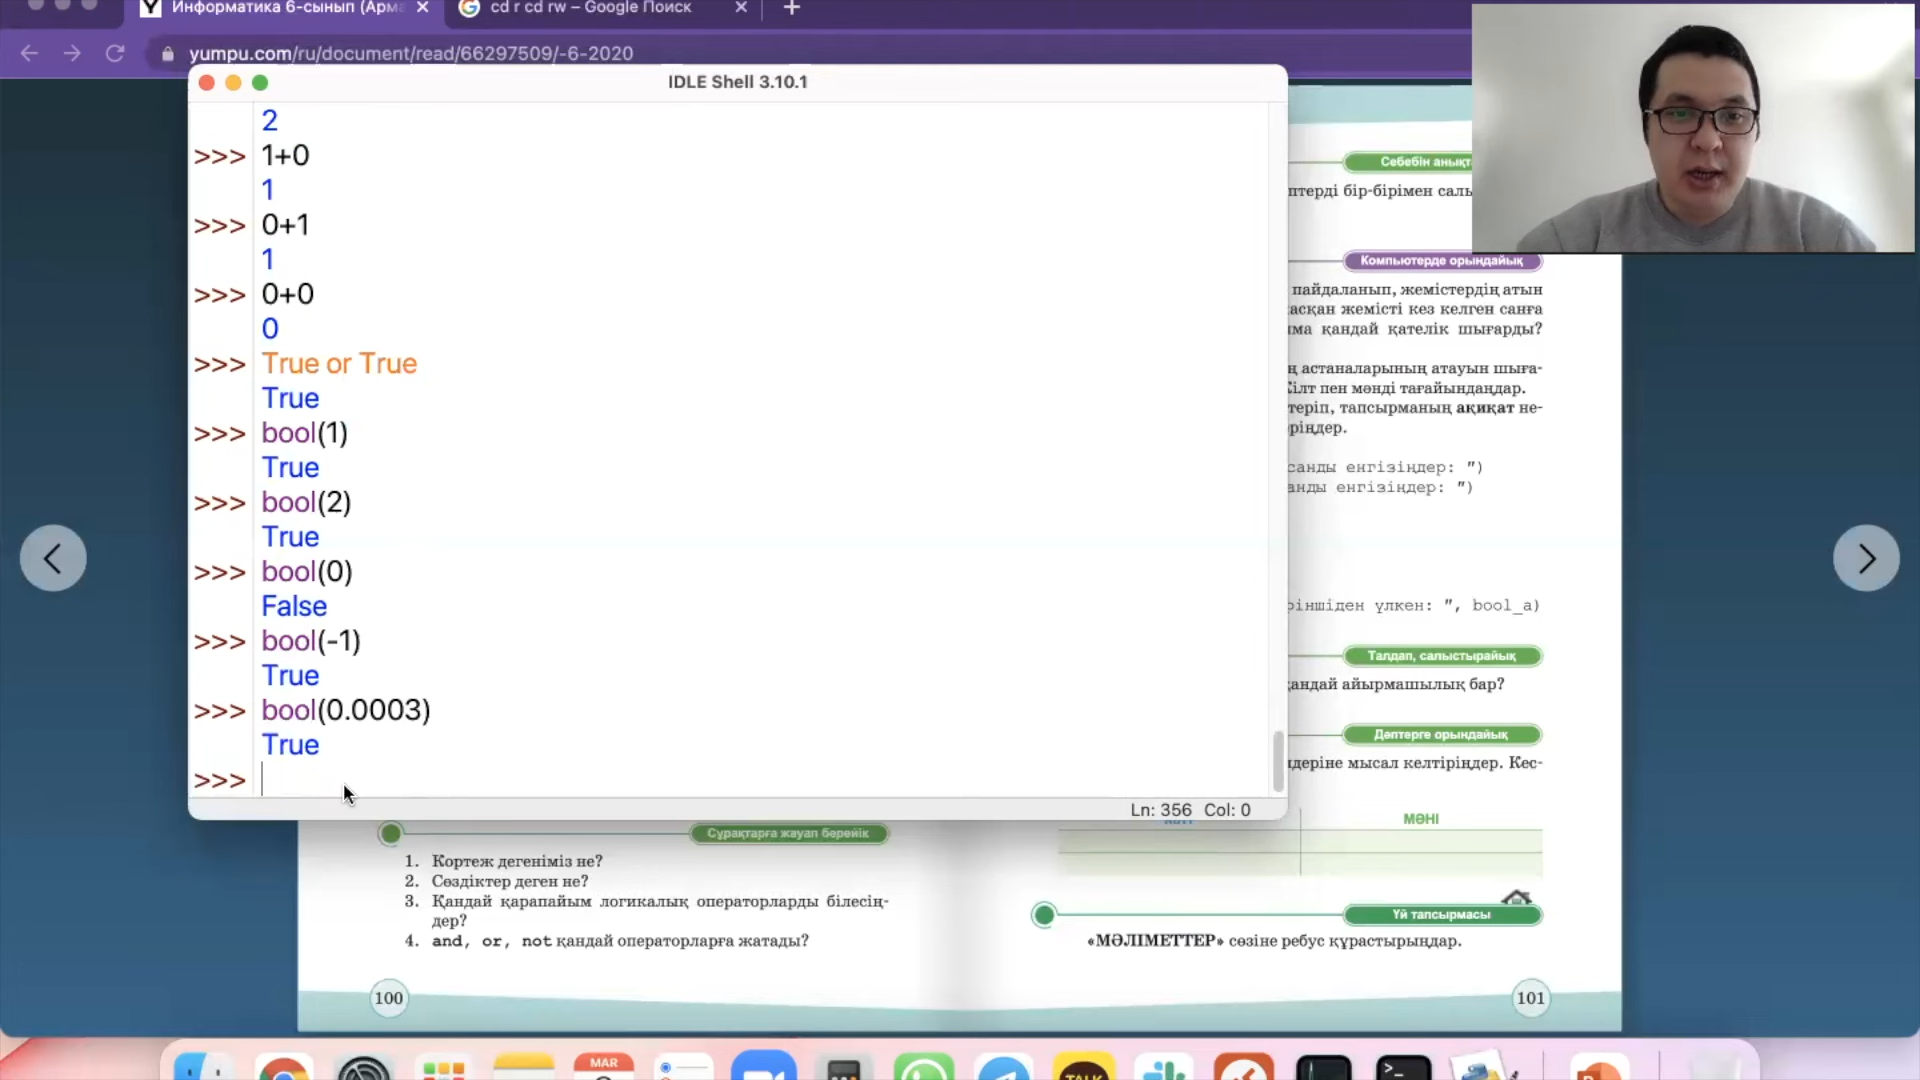 Информатика 6-сынып (Арма
cd r cd rw – Google Поиск
yumpu.com/ru/document/read/66297509/-6-2020
IDLE Shell 3.10.1
2
>>> 1+0
1
>>> 0+1
1
>>> 0+0
0
>>> True or True
True
>>> bool(1)
True
>>> bool(2)
True
>>> bool(0)
False
>>> bool(-1)
True
>>> bool(0.0003)
True
>>>
Ln: 356 Col: 0
Сұрақтарға жауап берейік
1. Кортеж дегеніміз не?
2. Сөздіктер деген не?
3. Қандай қарапайым логикалық операторларды білесің-
дер?
4. and, or, not қандай операторларға жатады?
100
Себебін анықт
птерді бір-бірімен салы
Компьютерде орындайық
пайдаланып, жемістердің атын
асқан жемісті кез келген санға
ма қандай қателік шығарды?
ң астаналарының атауын шыға-
ілт пен мәнді тағайындаңдар.
теріп, тапсырманың ақиқат не-
ріңдер.
санды енгізіңдер: ")
анды енгізіңдер: ")
ріншіден үлкен: ", bool_a)
Талдап, салыстырайық
қандай айырмашылық бар?
Дәптерге орындайық
ідеріне мысал келтіріңдер. Кес-
МӘНІ
Үй тапсырмасы
«МӘЛІМЕТТЕР» сөзіне ребус құрастырыңдар.
101
MAR
TALK